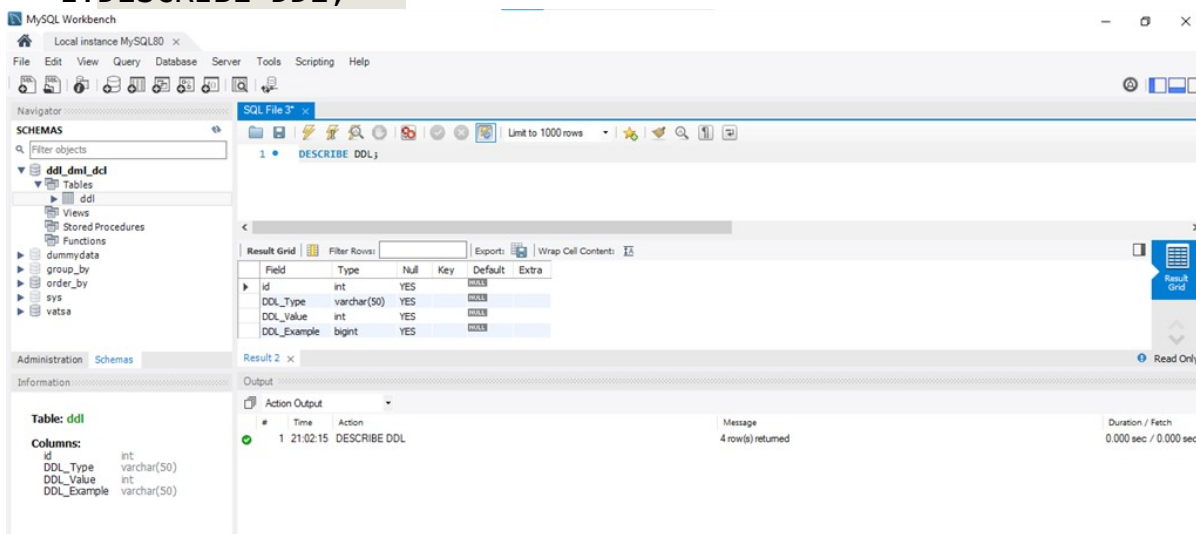 MySQL Workbench
Local instance MySQL80
File Edit View Query Database Server Tools Scripting Help
Navigator
SCHEMAS
Filter objects
ddl_dml_dcl
Tables
ddl
Views
Stored Procedures
Functions
dummydata
group_by
order_by
sys
vatsa
Administration Schemas
SQL File 3*
Limit to 1000 rows
1 DESCRIBE DDL;
Result Grid Filter Rows: Export: Wrap Cell Content:
Field Type Null Key Default Extra
id int YES NULL
DDL_Type varchar(50) YES NULL
DDL_Value int YES NULL
DDL_Example bigint YES NULL
Result Grid
Result 2
Read Only
Information
Table: ddl
Columns:
id int
DDL_Type varchar(50)
DDL_Value int
DDL_Example varchar(50)
Output
Action Output
# Time Action Message Duration / Fetch
1 21:02:15 DESCRIBE DDL 4 row(s) returned 0.000 sec / 0.000 sec